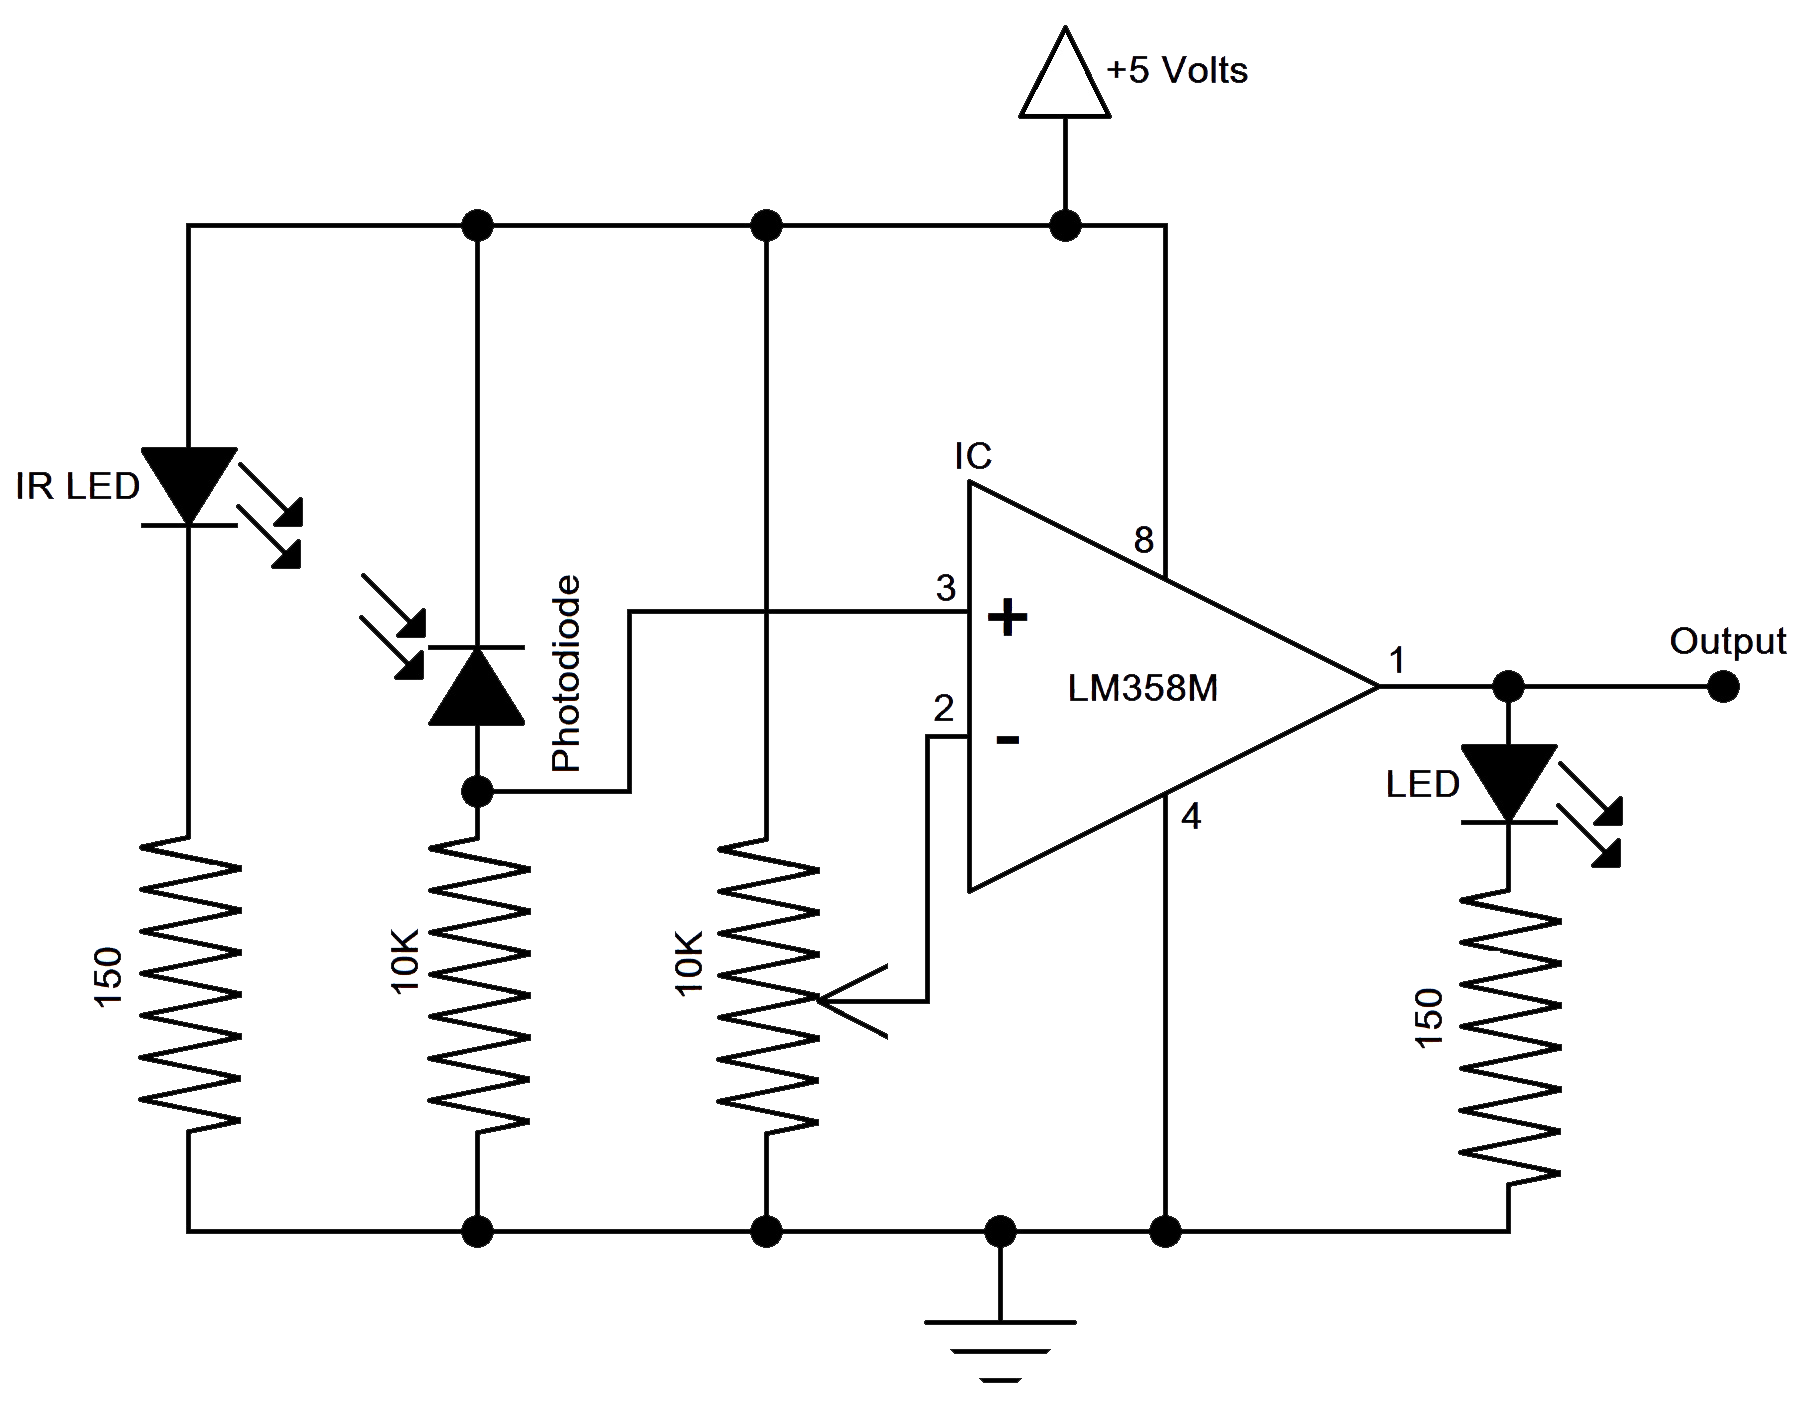 +5 Volts
IC
IR LED
8
3
+
Photodiode
1
Output
2
-
LM358M
LED
4
150
10K
10K
150